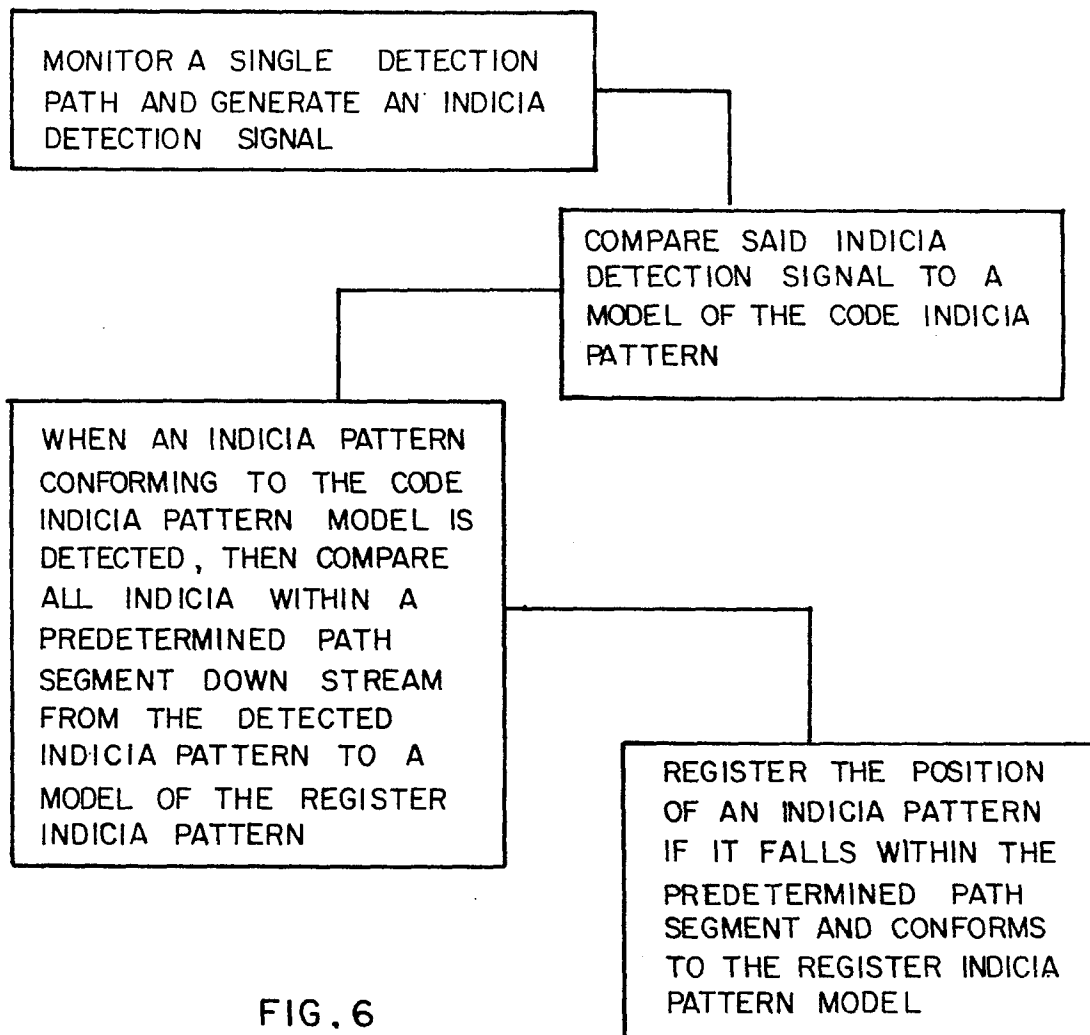 MONITOR A SINGLE DETECTION
PATH AND GENERATE AN INDICIA
DETECTION SIGNAL
COMPARE SAID INDICIA
DETECTION SIGNAL TO A
MODEL OF THE CODE INDICIA
PATTERN
WHEN AN INDICIA PATTERN
CONFORMING TO THE CODE
INDICIA PATTERN MODEL IS
DETECTED, THEN COMPARE
ALL INDICIA WITHIN A
PREDETERMINED PATH
SEGMENT DOWN STREAM
FROM THE DETECTED
INDICIA PATTERN TO A
MODEL OF THE REGISTER
INDICIA PATTERN
REGISTER THE POSITION
OF AN INDICIA PATTERN
IF IT FALLS WITHIN THE
PREDETERMINED PATH
SEGMENT AND CONFORMS
TO THE REGISTER INDICIA
PATTERN MODEL
FIG. 6